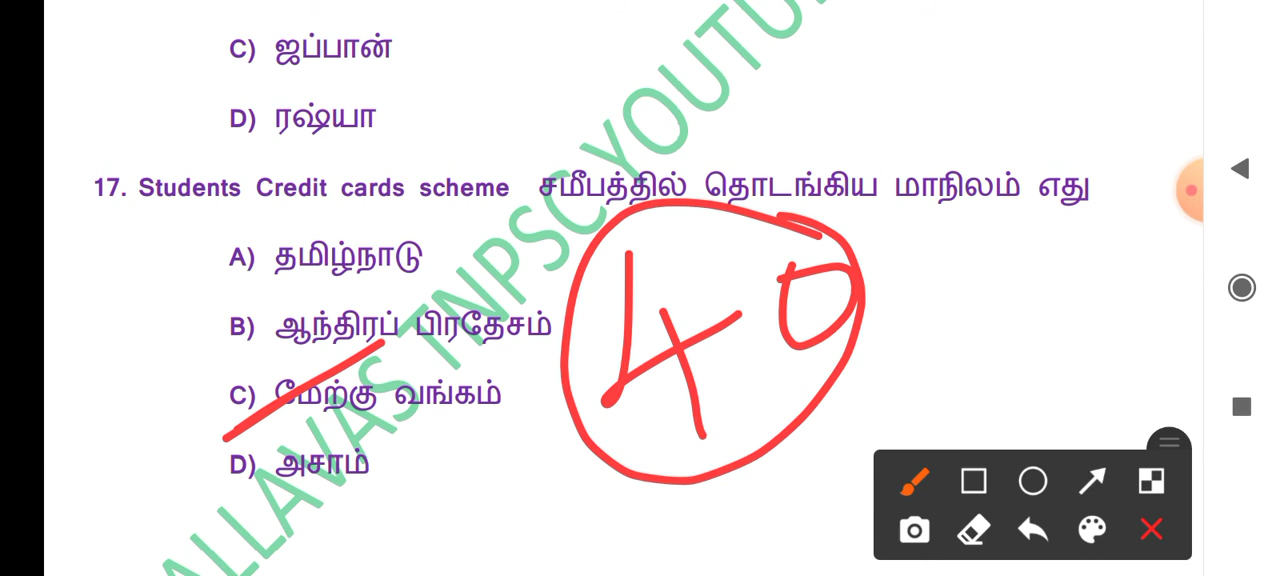 C) ஜப்பான்
D) ரஷ்யா
17. Students Credit cards scheme சமீபத்தில் தொடங்கிய மாநிலம் எது
A) தமிழ்நாடு
B) ஆந்திரப் பிரதேசம்
C) மேற்கு வங்கம்
D) அசாம்
40
ALLAVAS TNPSC YOUTU